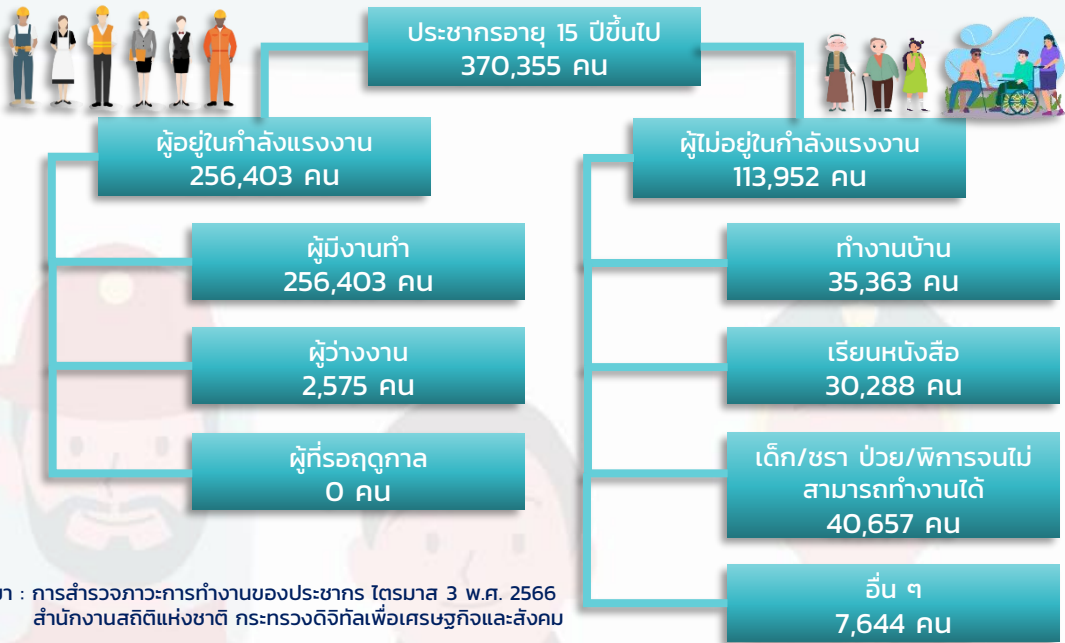 ประชากรอายุ 15 ปีขึ้นไป
370,355 คน
ผู้อยู่ในกำลังแรงงาน
256,403 คน
ผู้มีงานทำ
256,403 คน
ผู้ว่างงาน
2,575 คน
ผู้ที่รอฤดูกาล
0 คน
ผู้ไม่อยู่ในกำลังแรงงาน
113,952 คน
ทำงานบ้าน
35,363 คน
เรียนหนังสือ
30,288 คน
เด็ก/ชรา ป่วย/พิการจนไม่
สามารถทำงานได้
40,657 คน
อื่น ๆ
7,644 คน
: การสำรวจภาวะการทำงานของประชากร ไตรมาส 3 พ.ศ. 2566
สำนักงานสถิติแห่งชาติ กระทรวงดิจิทัลเพื่อเศรษฐกิจและสังคม